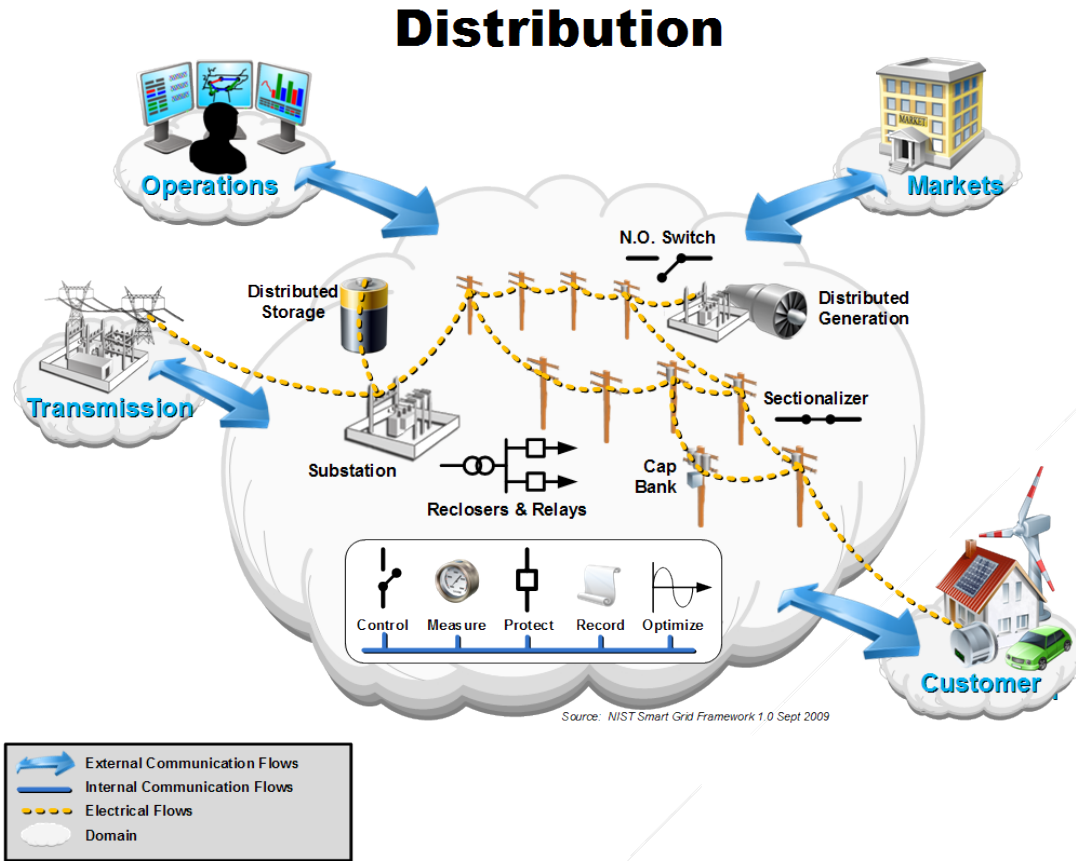 Distribution
Operations
MARKET
Markets
N.O. Switch
Distributed
Storage
Distributed
Generation
Transmission
Sectionalizer
Substation
Cap
Bank
Reclosers & Relays
Control
Measure
Protect
Record
Optimize
Customer
Source: NIST Smart Grid Framework 1.0 Sept 2009
External Communication Flows
Internal Communication Flows
Electrical Flows
Domain